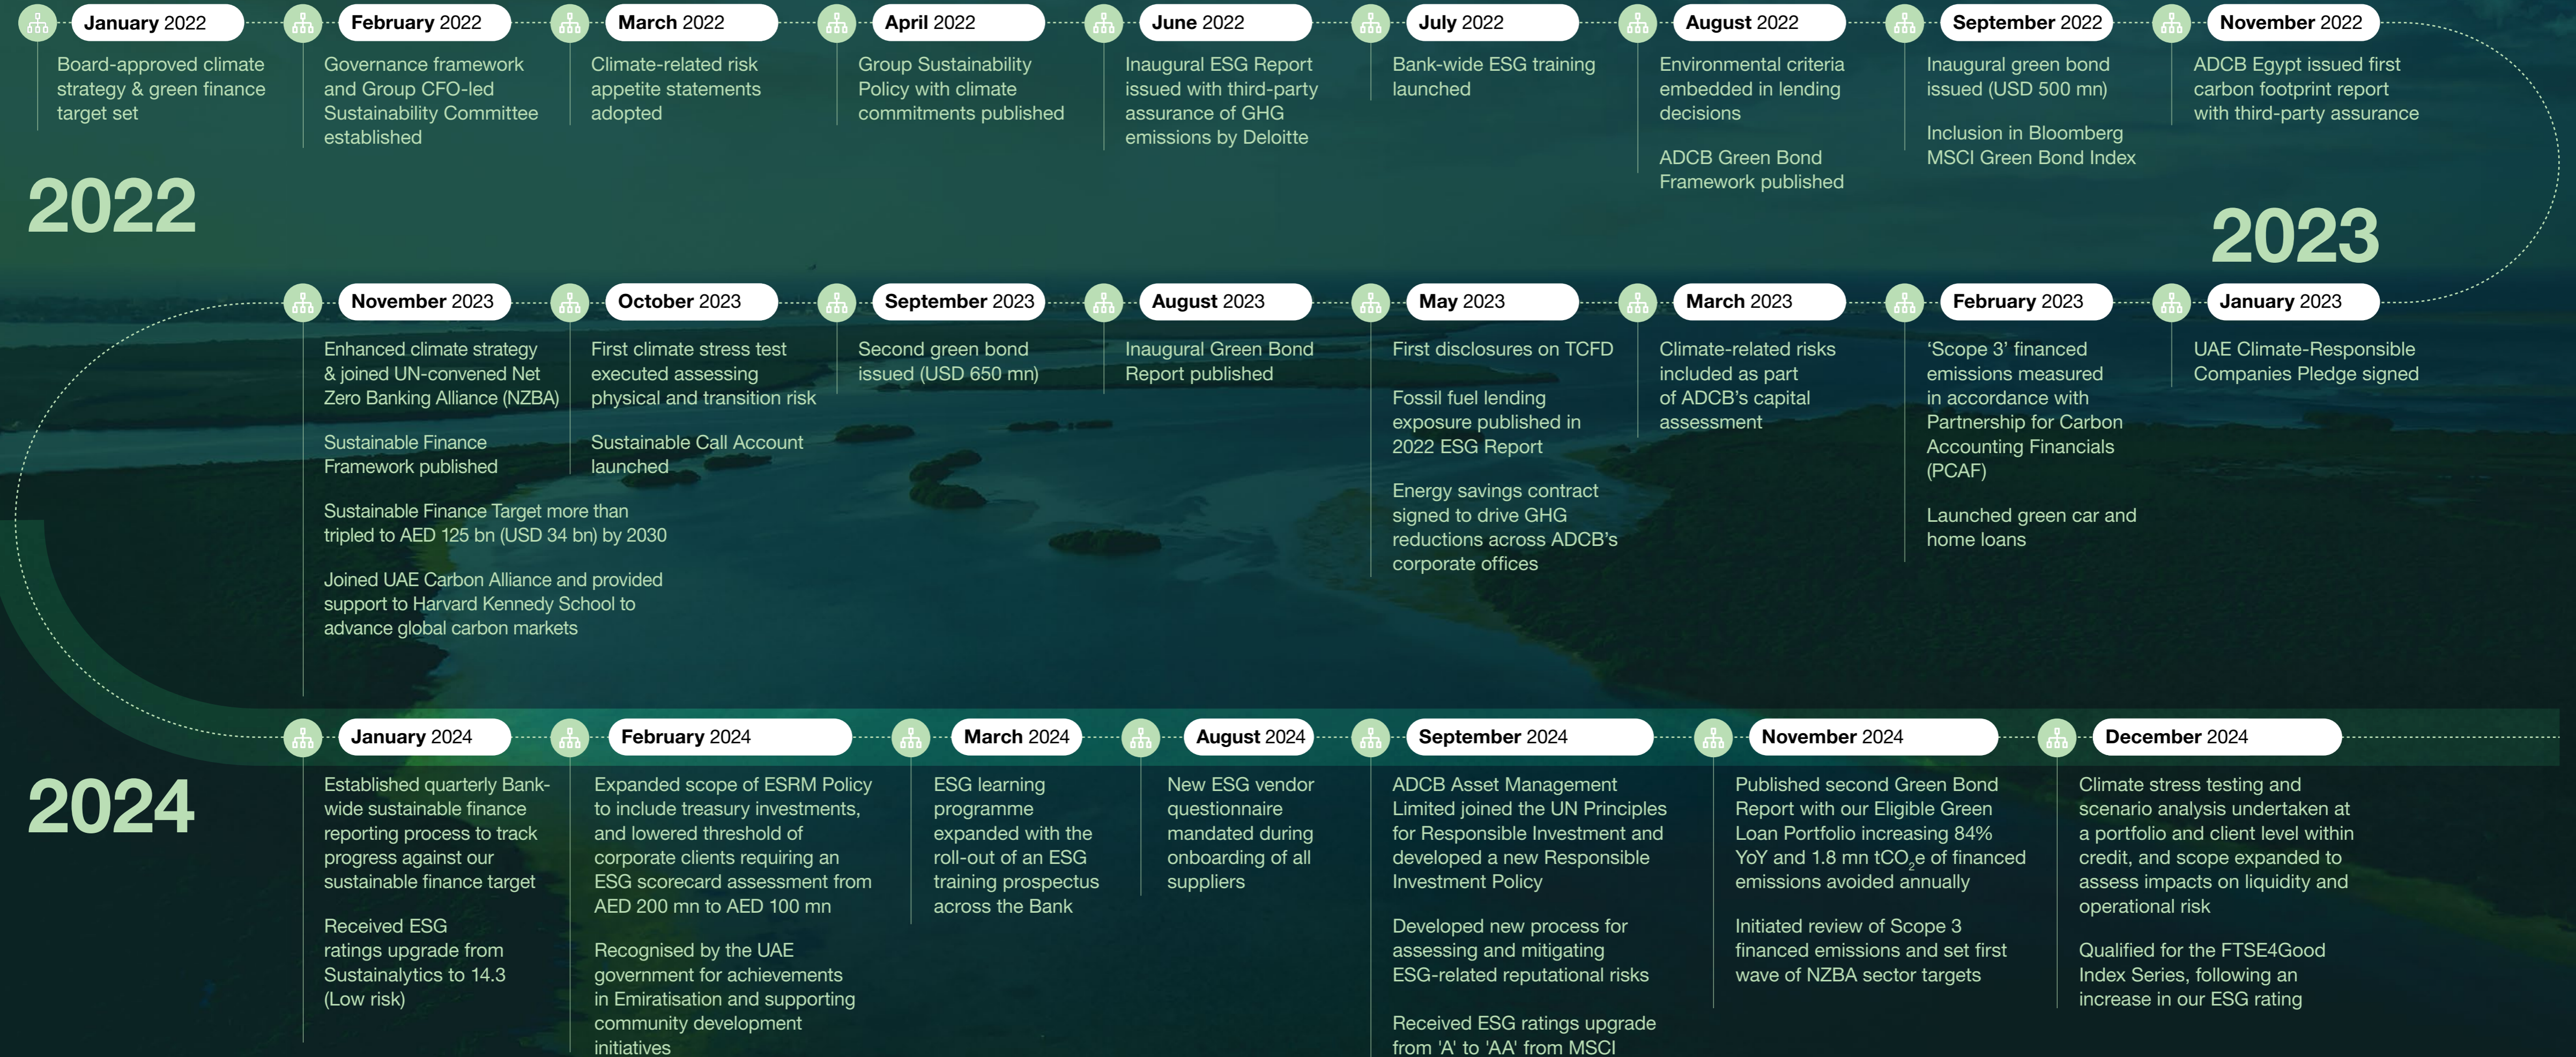 January 2022
Board-approved climate
strategy & green finance
target set
February 2022
Governance framework
and Group CFO-led
Sustainability Committee
established
March 2022
Climate-related risk
appetite statements
adopted
April 2022
Group Sustainability
Policy with climate
commitments published
June 2022
Inaugural ESG Report
issued with third-party
assurance of GHG
emissions by Deloitte
July 2022
Bank-wide ESG training
launched
August 2022
Environmental criteria
embedded in lending
decisions
ADCB Green Bond
Framework published
September 2022
Inaugural green bond
issued (USD 500 mn)
Inclusion in Bloomberg
MSCI Green Bond Index
November 2022
ADCB Egypt issued first
carbon footprint report
with third-party assurance
2022
2023
November 2023
Enhanced climate strategy
& joined UN-convened Net
Zero Banking Alliance (NZBA)
Sustainable Finance
Framework published
Sustainable Finance Target more than
tripled to AED 125 bn (USD 34 bn) by 2030
Joined UAE Carbon Alliance and provided
support to Harvard Kennedy School to
advance global carbon markets
October 2023
First climate stress test
executed assessing
physical and transition risk
Sustainable Call Account
launched
September 2023
Second green bond
issued (USD 650 mn)
August 2023
Inaugural Green Bond
Report published
May 2023
First disclosures on TCFD
Fossil fuel lending
exposure published in
2022 ESG Report
Energy savings contract
signed to drive GHG
reductions across ADCB’s
corporate offices
March 2023
Climate-related risks
included as part
of ADCB’s capital
assessment
February 2023
‘Scope 3’ financed
emissions measured
in accordance with
Partnership for Carbon
Accounting Financials
(PCAF)
Launched green car and
home loans
January 2023
UAE Climate-Responsible
Companies Pledge signed
2024
January 2024
Established quarterly Bank-
wide sustainable finance
reporting process to track
progress against our
sustainable finance target
Received ESG
ratings upgrade from
Sustainalytics to 14.3
(Low risk)
February 2024
Expanded scope of ESRM Policy
to include treasury investments,
and lowered threshold of
corporate clients requiring an
ESG scorecard assessment from
AED 200 mn to AED 100 mn
Recognised by the UAE
government for achievements
in Emiratisation and supporting
community development
initiatives
March 2024
ESG learning
programme
expanded with the
roll-out of an ESG
training prospectus
across the Bank
August 2024
New ESG vendor
questionnaire
mandated during
onboarding of all
suppliers
September 2024
ADCB Asset Management
Limited joined the UN Principles
for Responsible Investment and
developed a new Responsible
Investment Policy
Developed new process for
assessing and mitigating
ESG-related reputational risks
Received ESG ratings upgrade
from 'A' to 'AA' from MSCI
November 2024
Published second Green Bond
Report with our Eligible Green
Loan Portfolio increasing 84%
YoY and 1.8 mn tCO₂e of financed
emissions avoided annually
Initiated review of Scope 3
financed emissions and set first
wave of NZBA sector targets
December 2024
Climate stress testing and
scenario analysis undertaken at
a portfolio and client level within
credit, and scope expanded to
assess impacts on liquidity and
operational risk
Qualified for the FTSE4Good
Index Series, following an
increase in our ESG rating